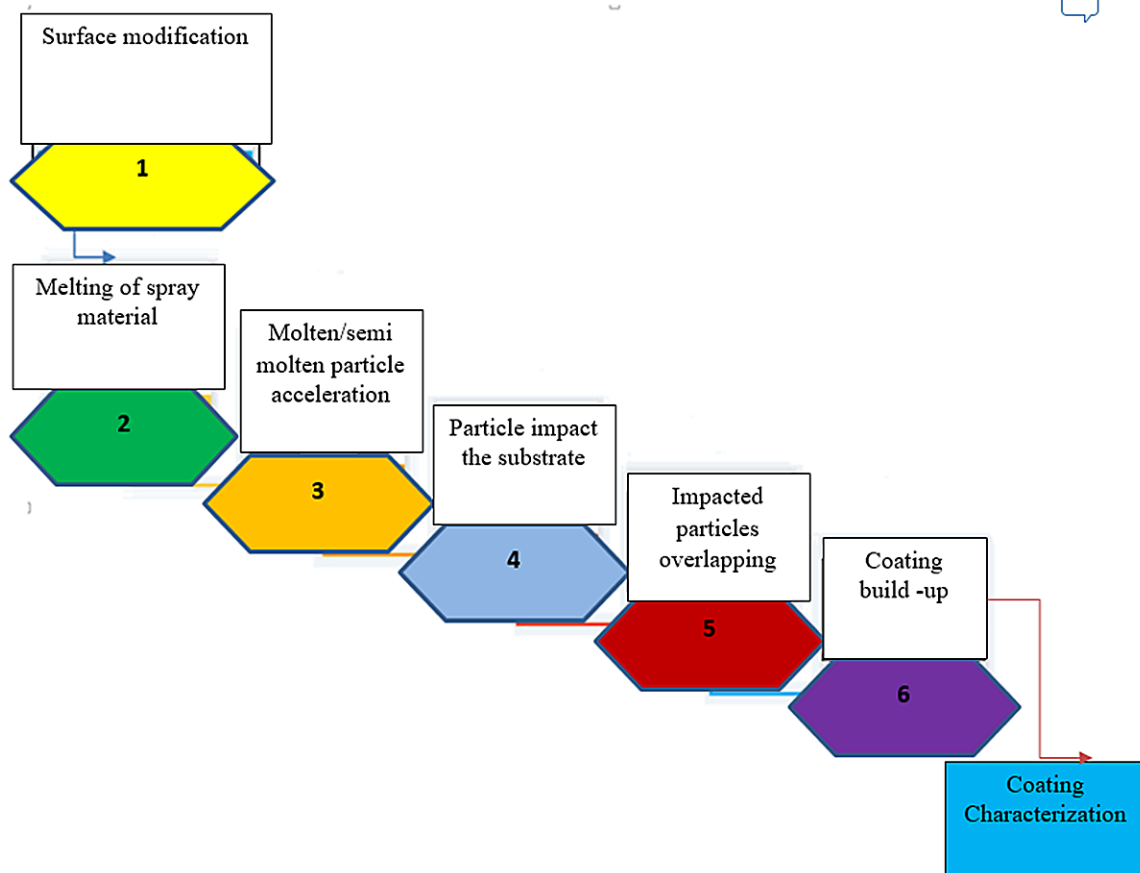 Surface modification
1
Melting of spray
material
2
Molten/semi
molten particle
acceleration
3
Particle impact
the substrate
4
Impacted
particles
overlapping
5
Coating
build -up
6
Coating
Characterization